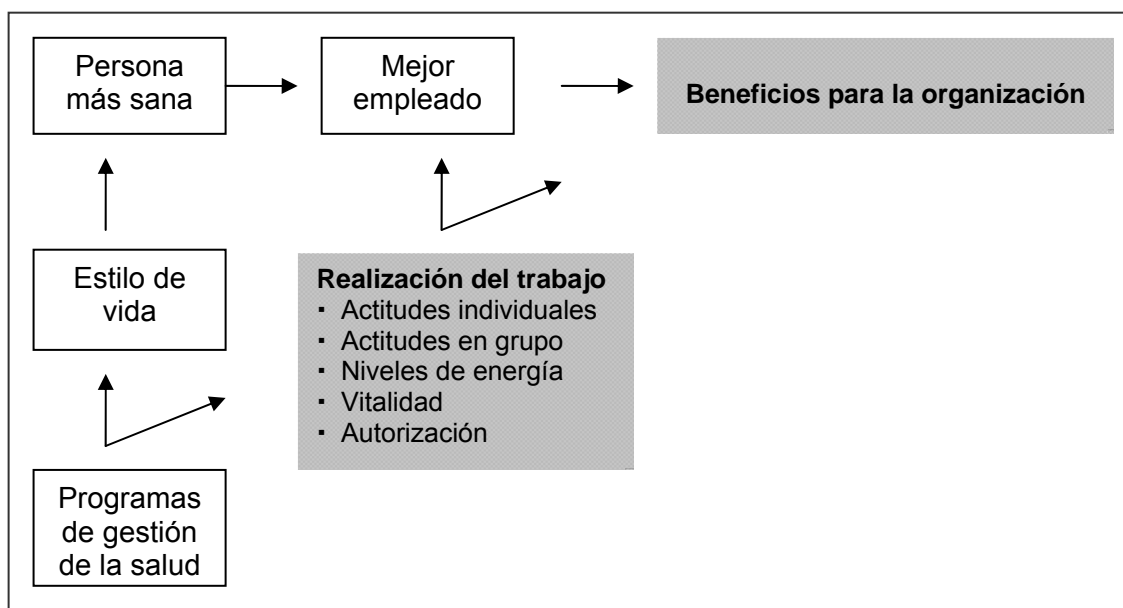 Persona
más sana
Mejor
empleado
Beneficios para la organización
Estilo de
vida
Realización del trabajo
▪ Actitudes individuales
▪ Actitudes en grupo
▪ Niveles de energía
▪ Vitalidad
▪ Autorización
Programas
de gestión
de la salud